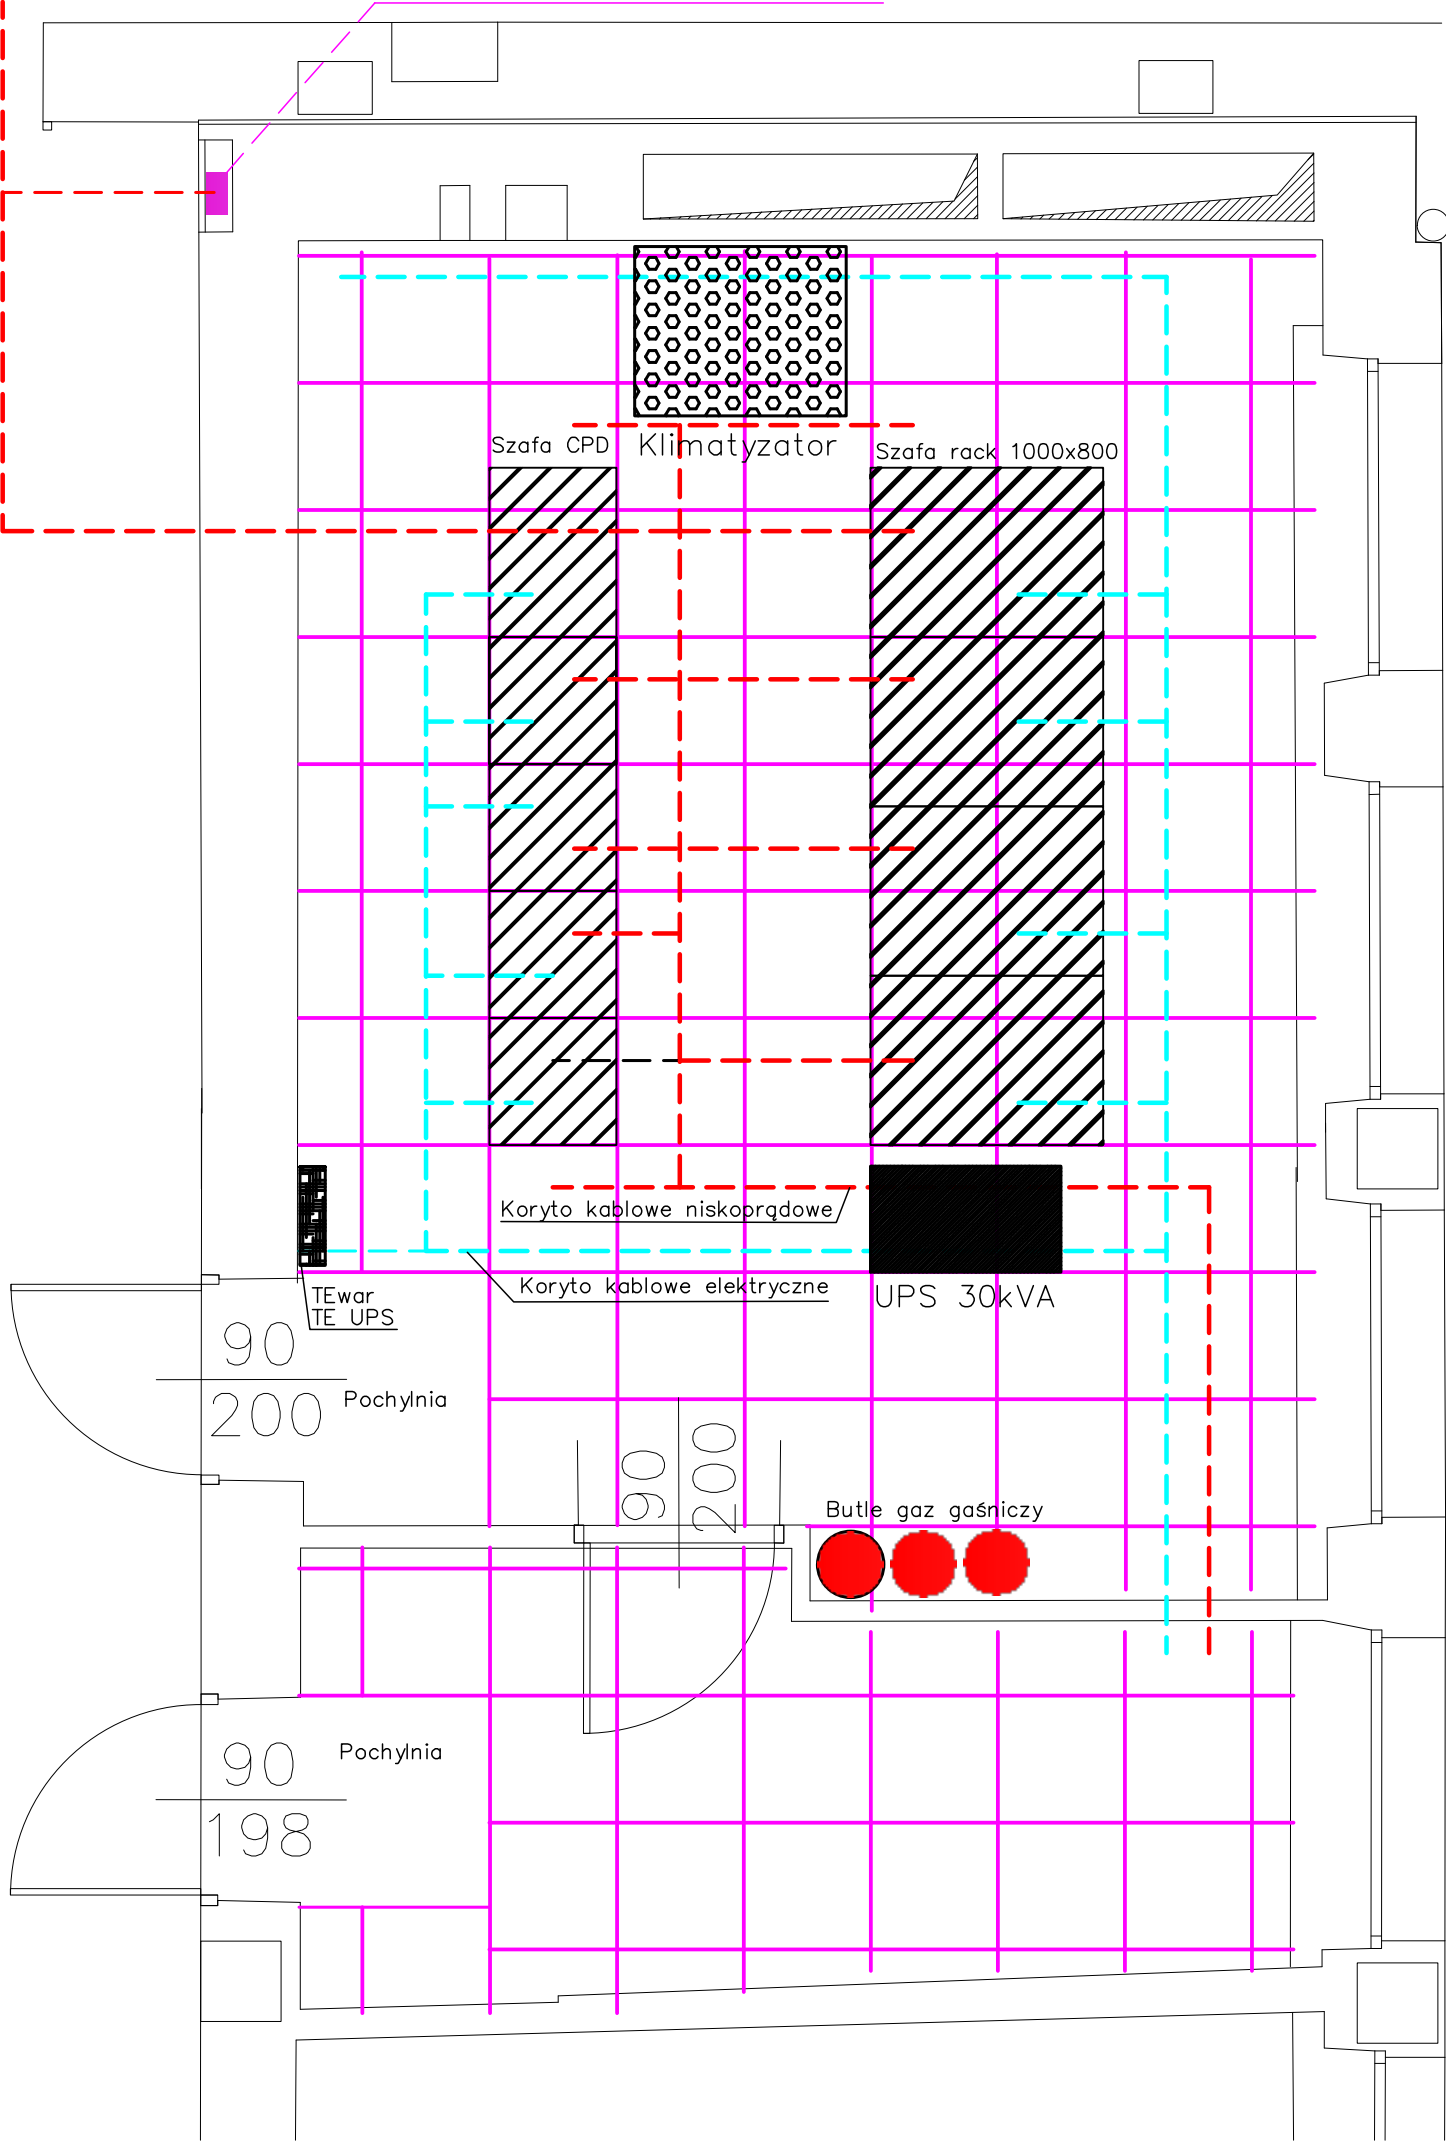 Szafa CPD
Klimatyzator
Szafa rack 1000x800
Koryto kablowe niskoprądowe
Koryto kablowe elektryczne
TEwar
TE UPS
UPS 30kVA
90
200
Pochylnia
90
200
Butle gaz gaśniczy
Pochylnia
90
198